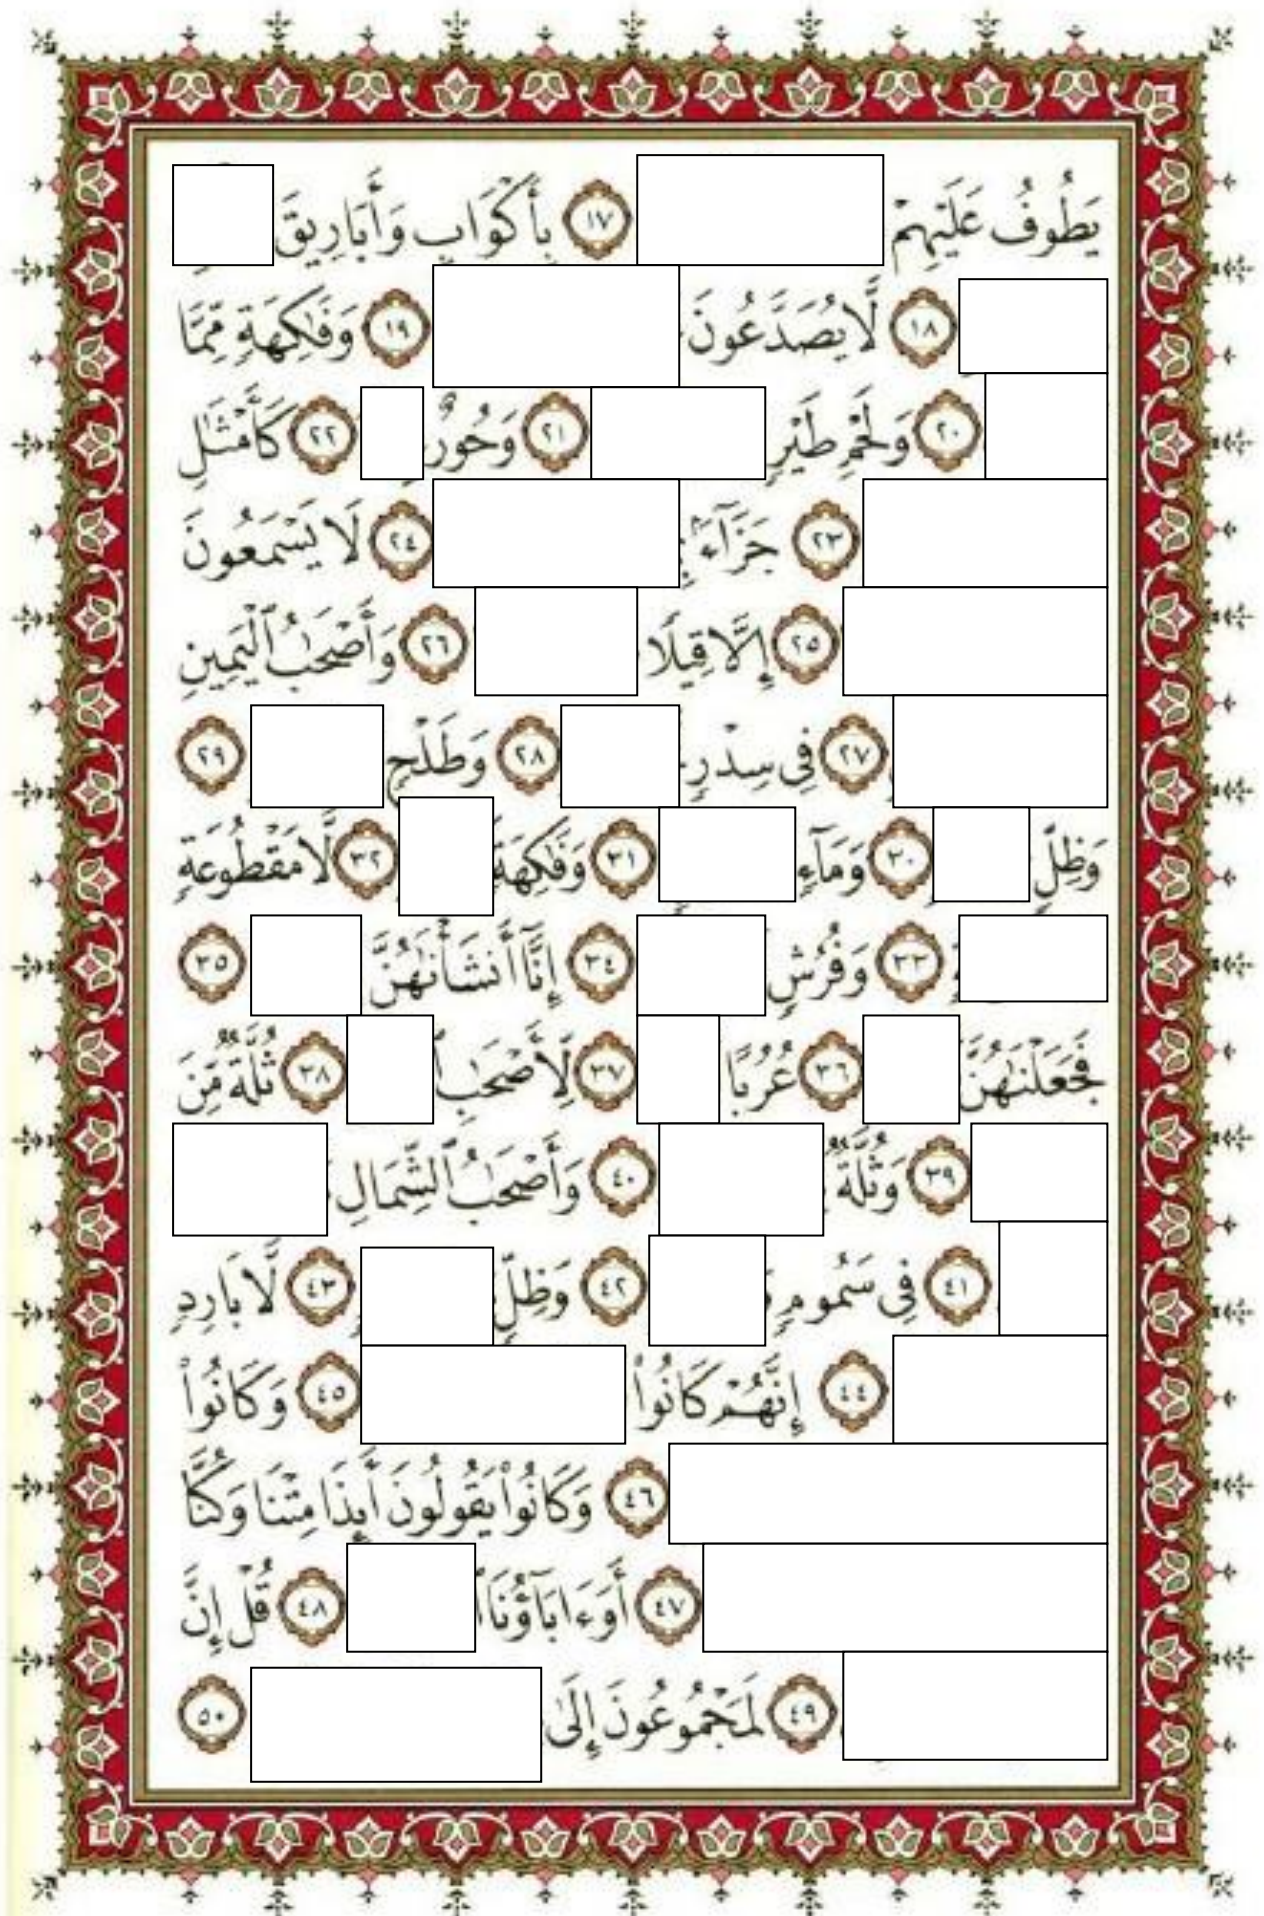 يَطُوفُ عَلَيْهِمْ ١٧ بِأَكْوَابٍ وَأَبَارِيقَ
١٨ لَّا يُصَدَّعُونَ ١٩ وَفَٰكِهَةٍ مِّمَّا
٢٠ وَلَحْمِ طَيْرٍ ٢١ وَحُورٌ ٢٢ كَأَمْثَٰلِ
٢٣ جَزَآءَۢ ٢٤ لَا يَسْمَعُونَ
٢٥ إِلَّا قِيلًا ٢٦ وَأَصْحَٰبُ ٱلْيَمِينِ
٢٧ فِى سِدْرٍ ٢٨ وَطَلْحٍ ٢٩
وَظِلٍّ ٣٠ وَمَآءٍ ٣١ وَفَٰكِهَةٍ ٣٢ لَّا مَقْطُوعَةٍ
٣٣ وَفُرُشٍ ٣٤ إِنَّآ أَنشَأْنَٰهُنَّ ٣٥
فَجَعَلْنَٰهُنَّ ٣٦ عُرُبًا ٣٧ لِّأَصْحَٰبِ ٣٨ ثُلَّةٌ مِّنَ
٣٩ وَثُلَّةٌ ٤٠ وَأَصْحَٰبُ ٱلشِّمَالِ
٤١ فِى سَمُومٍ ٤٢ وَظِلٍّ ٤٣ لَّا بَارِدٍ
٤٤ إِنَّهُمْ كَانُوا۟ ٤٥ وَكَانُوا۟
٤٦ وَكَانُوا۟ يَقُولُونَ أَئِذَا مِتْنَا وَكُنَّا
٤٧ أَوَءَابَآؤُنَا ٤٨ قُلْ إِنَّ
٤٩ لَمَجْمُوعُونَ إِلَىٰ ٥٠